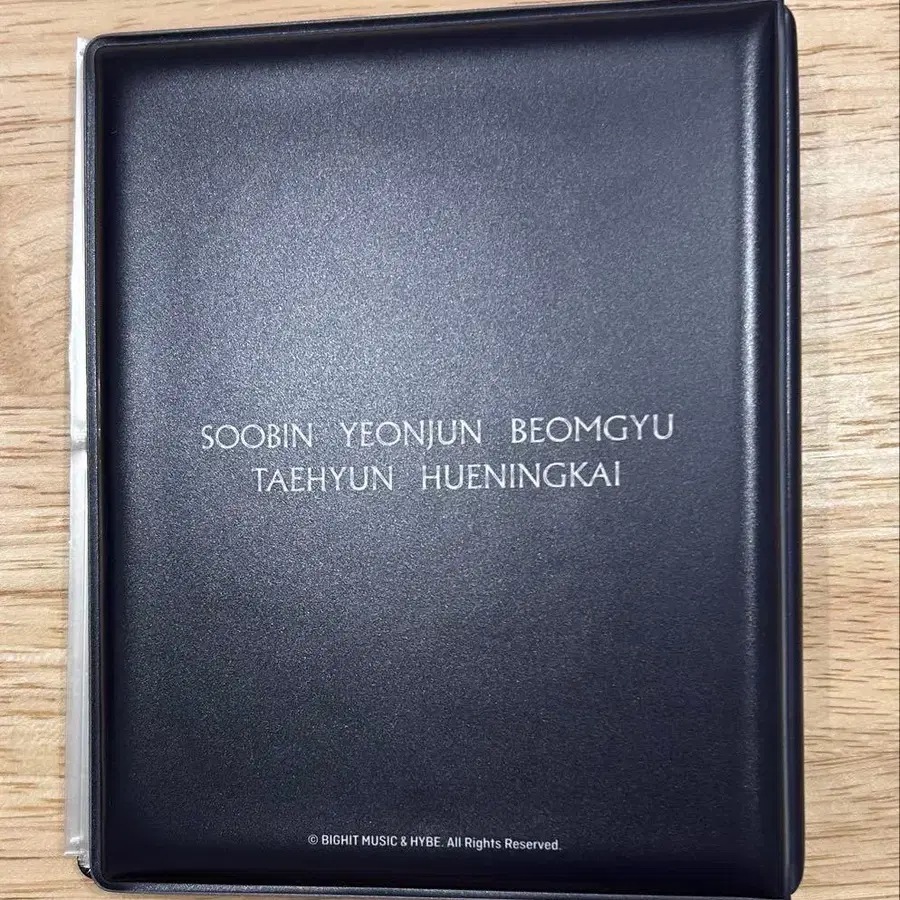 SOOBIN YEONJUN BEOMGYU
TAEHYUN HUENINGKAI
© BIGHIT MUSIC & HYBE. All Rights Reserved.